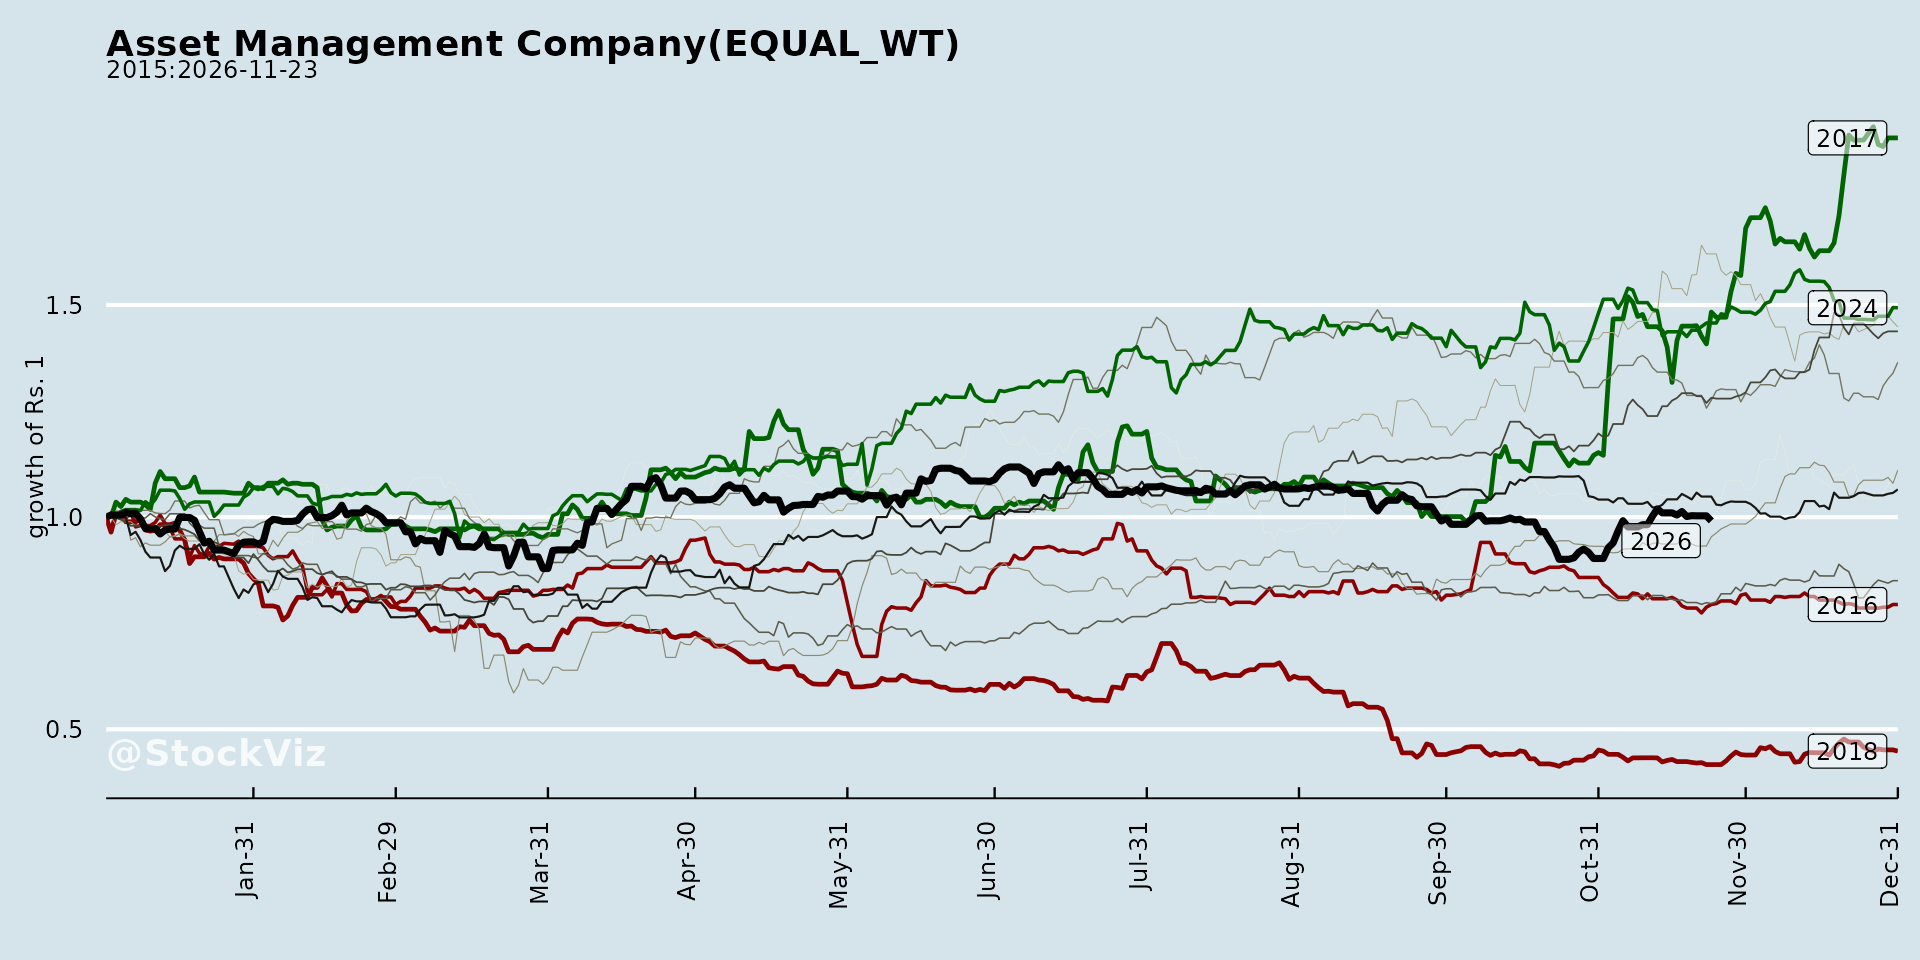 Asset Management Company(EQUAL_WT)
2015:2026-11-23
growth of Rs. 1
1.5
1.0
0.5
2017
2024
2026
2016
2018
@StockViz
Jan-31
Feb-29
Mar-31
Apr-30
May-31
Jun-30
Jul-31
Aug-31
Sep-30
Oct-31
Nov-30
Dec-31